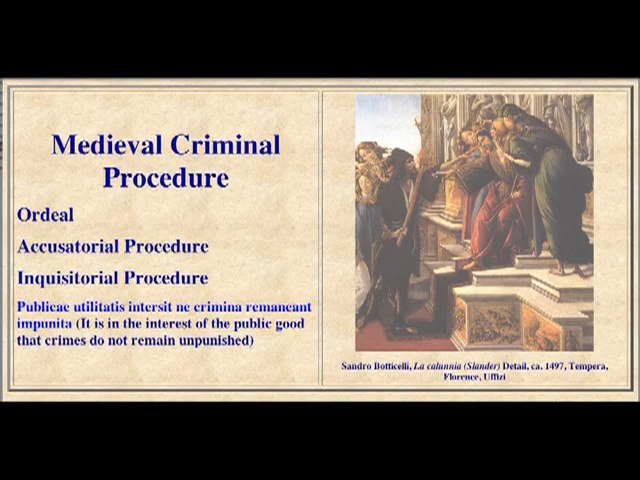 Medieval Criminal
Procedure
Ordeal
Accusatorial Procedure
Inquisitorial Procedure
Publicae utilitatis intersit ne crimina remaneant
impunita (It is in the interest of the public good
that crimes do not remain unpunished)
Sandro Botticelli, La calunnia (Slander) Detail, ca. 1497, Tempera,
Florence, Uffizi